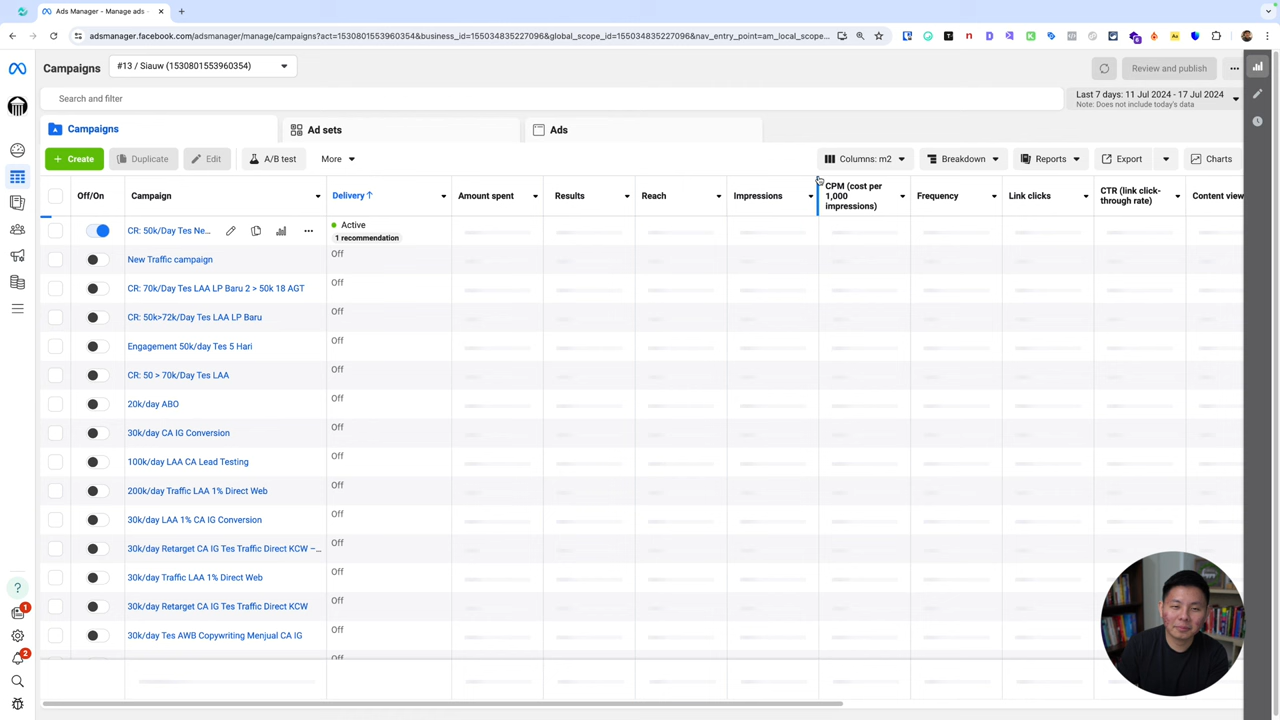 Ads Manager - Manage ads -
adsmanager.facebook.com/adsmanager/manage/campaigns?act=1530801553960354&business_id=155034835227096&global_scope_id=155034835227096&nav_entry_point=am_local_scope...
Campaigns
#13 / Siauw (1530801553960354)
Review and publish
Search and filter
Last 7 days: 11 Jul 2024 - 17 Jul 2024
Note: Does not include today's data
Campaigns
Ad sets
Ads
+ Create
Duplicate
Edit
A/B test
More
Columns: m2
Breakdown
Reports
Export
Charts
Off/On
Campaign
Delivery ↑
Amount spent
Results
Reach
Impressions
CPM (cost per
1,000
impressions)
Frequency
Link clicks
CTR (link click-
through rate)
Content view
CR: 50k/Day Tes Ne...
Active
1 recommendation
New Traffic campaign
Off
CR: 70k/Day Tes LAA LP Baru 2 > 50k 18 AGT
Off
CR: 50k>72k/Day Tes LAA LP Baru
Off
Engagement 50k/day Tes 5 Hari
Off
CR: 50 > 70k/Day Tes LAA
Off
20k/day ABO
Off
30k/day CA IG Conversion
Off
100k/day LAA CA Lead Testing
Off
200k/day Traffic LAA 1% Direct Web
Off
30k/day LAA 1% CA IG Conversion
Off
30k/day Retarget CA IG Tes Traffic Direct KCW –...
Off
30k/day Traffic LAA 1% Direct Web
Off
30k/day Retarget CA IG Tes Traffic Direct KCW
Off
30k/day Tes AWB Copywriting Menjual CA IG
Off
Off
?
1
2